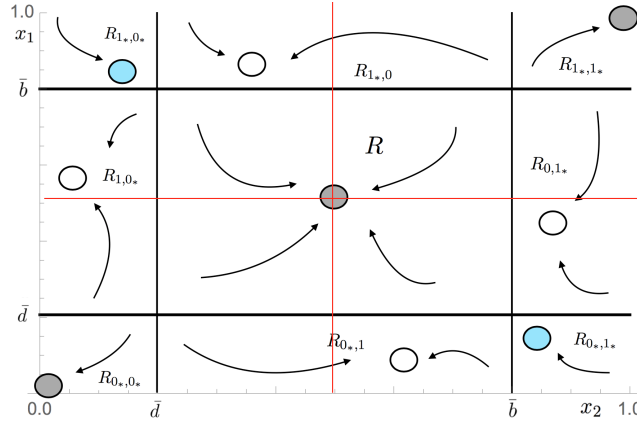 1.0
x₁
R₁*,₀*
R₁*,₀
R₁*,₁*
b̄
R
R₁,₀*
R₀,₁*
d̄
R₀*,₀*
R₀*,₁
R₀*,₁*
0.0
d̄
b̄
x₂
1.0